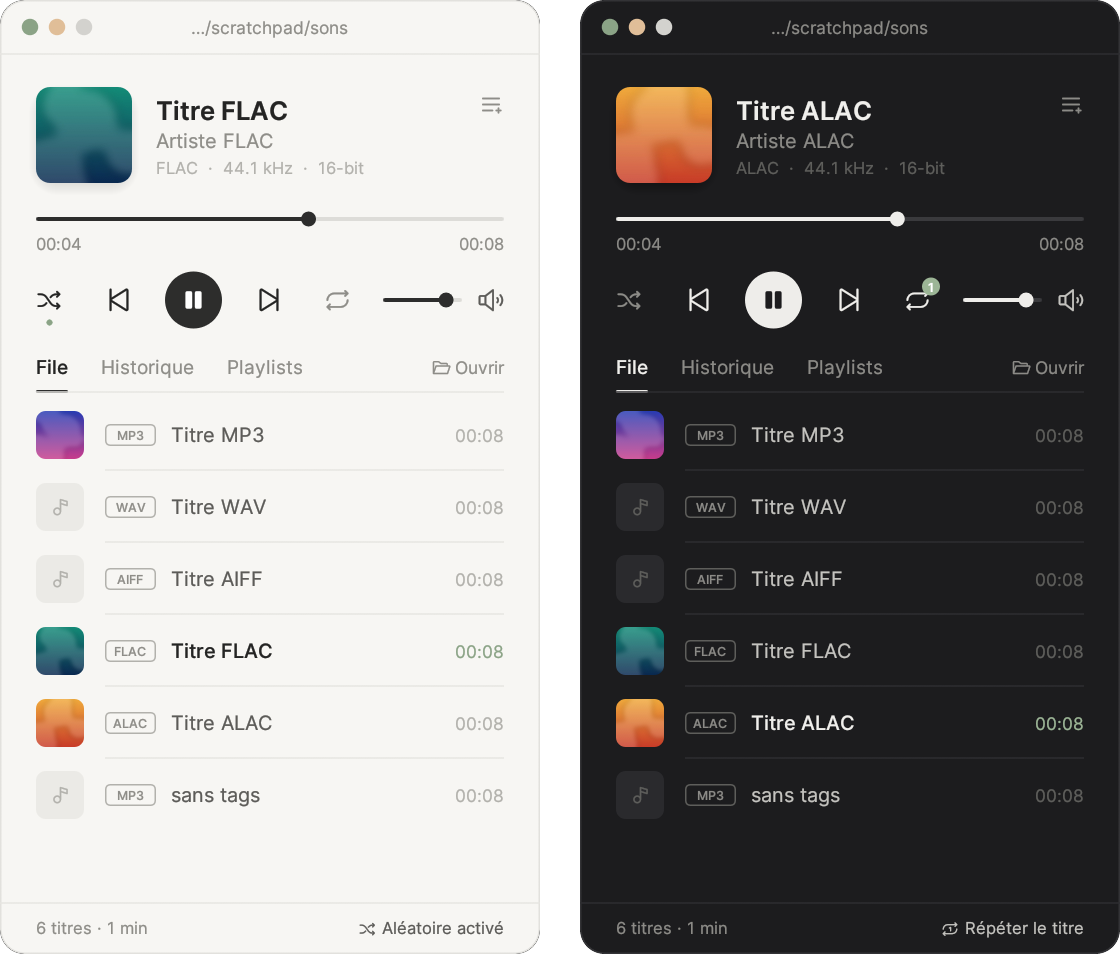 .../scratchpad/sons
Titre FLAC
Artiste FLAC
FLAC · 44.1 kHz · 16-bit
00:04 00:08
File Historique Playlists Ouvrir
MP3 Titre MP3 00:08
WAV Titre WAV 00:08
AIFF Titre AIFF 00:08
FLAC Titre FLAC 00:08
ALAC Titre ALAC 00:08
MP3 sans tags 00:08
6 titres · 1 min Aléatoire activé
.../scratchpad/sons
Titre ALAC
Artiste ALAC
ALAC · 44.1 kHz · 16-bit
00:04 00:08
1
File Historique Playlists Ouvrir
MP3 Titre MP3 00:08
WAV Titre WAV 00:08
AIFF Titre AIFF 00:08
FLAC Titre FLAC 00:08
ALAC Titre ALAC 00:08
MP3 sans tags 00:08
6 titres · 1 min Répéter le titre